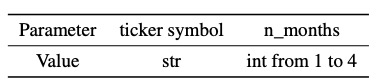 Parameter ticker symbol n_months
Value str int from 1 to 4